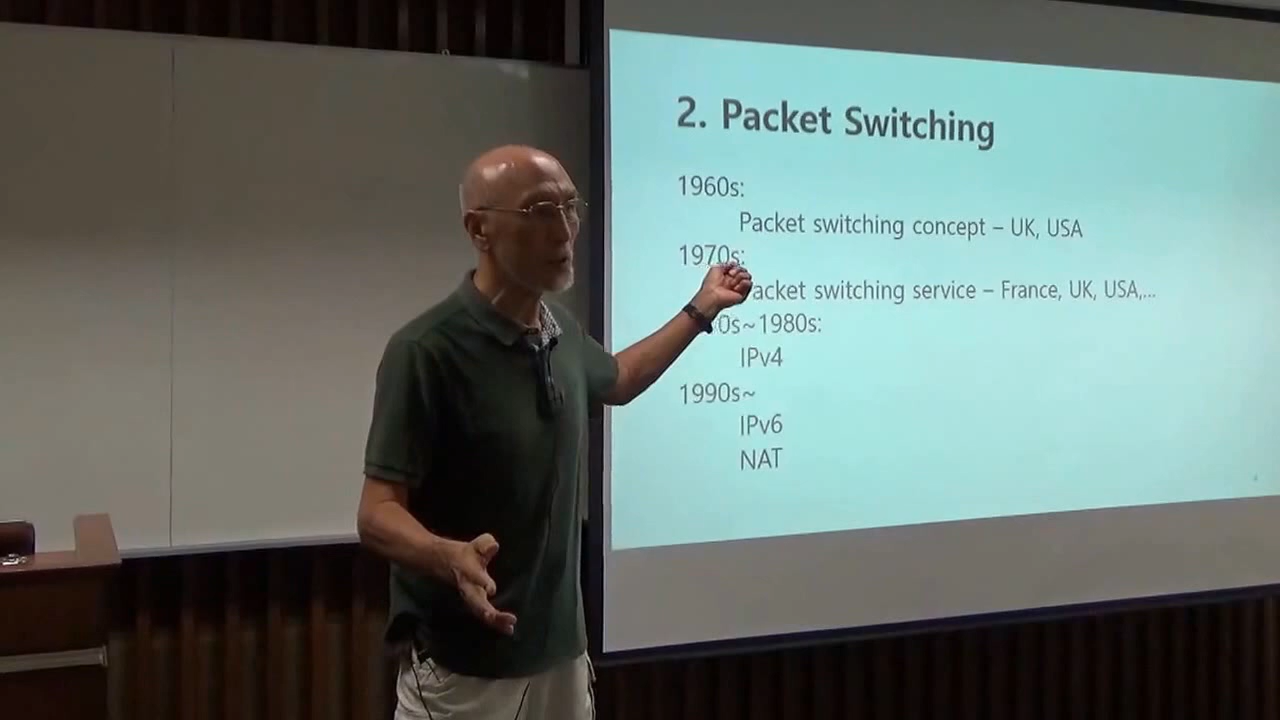 2. Packet Switching
1960s:
Packet switching concept – UK, USA
1970s:
acket switching service – France, UK, USA,...
0s~1980s:
IPv4
1990s~
IPv6
NAT